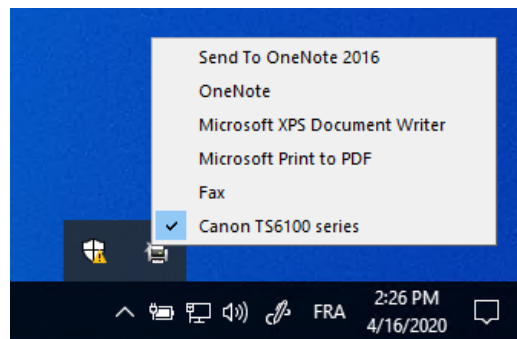 Send To OneNote 2016
OneNote
Microsoft XPS Document Writer
Microsoft Print to PDF
Fax
Canon TS6100 series
FRA
2:26 PM
4/16/2020